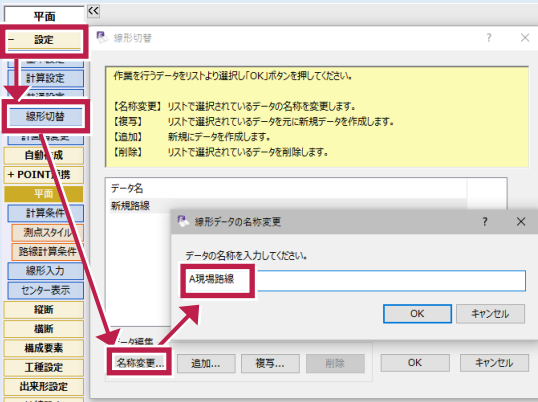 平面
<<
− 設定
計算設定
線形切替
自動作成
+ POINT連携
平面
計算条件
測点スタイル
路線計算条件
線形入力
センター表示
縦断
横断
構成要素
工種設定
出来形設定
線形切替
? ×
作業を行うデータをリストより選択し「OK」ボタンを押してください。
【名称変更】 リストで選択されているデータの名称を変更します。
【複写】 リストで選択されているデータを元に新規データを作成します。
【追加】 新規にデータを作成します。
【削除】 リストで選択されているデータを削除します。
データ名
新規路線
線形データの名称変更
? ×
データの名称を入力してください。
A現場路線
OK キャンセル
データ編集
名称変更... 追加... 複写... 削除 OK キャンセル